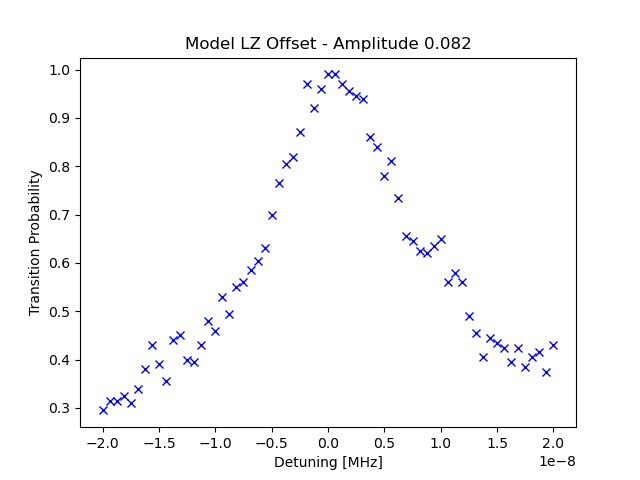 Model LZ Offset - Amplitude 0.082
Transition Probability
1.0
0.9
0.8
0.7
0.6
0.5
0.4
0.3
−2.0 −1.5 −1.0 −0.5 0.0 0.5 1.0 1.5 2.0
Detuning [MHz]
1e−8